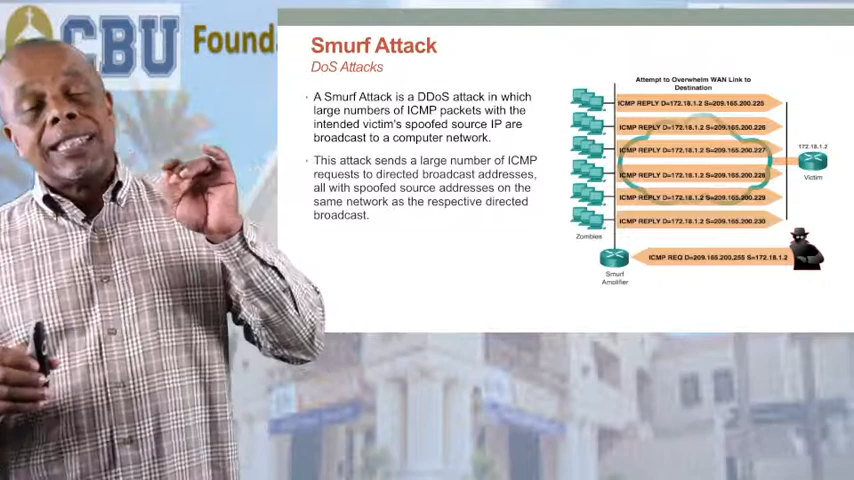 CBU
Founda
Smurf Attack
DoS Attacks
· A Smurf Attack is a DDoS attack in which
large numbers of ICMP packets with the
intended victim's spoofed source IP are
broadcast to a computer network.
· This attack sends a large number of ICMP
requests to directed broadcast addresses,
all with spoofed source addresses on the
same network as the respective directed
broadcast.
Attempt to Overwhelm WAN Link to
Destination
ICMP REPLY D=172.18.1.2 S=209.165.200.225
ICMP REPLY D=172.18.1.2 S=209.165.200.226
ICMP REPLY D=172.18.1.2 S=209.165.200.227
ICMP REPLY D=172.18.1.2 S=209.165.200.228
ICMP REPLY D=172.18.1.2 S=209.165.200.229
ICMP REPLY D=172.18.1.2 S=209.165.200.230
172.18.1.2
Victim
Zombies
ICMP REQ D=209.165.200.255 S=172.18.1.2
Smurf
Amplifier